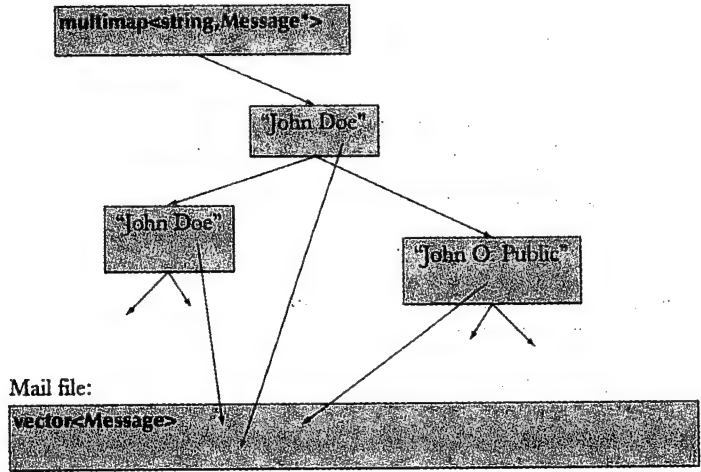 multimap<string,Message*>
"John Doe"
"John Doe"
"John Q. Public"
Mail file:
vector<Message>